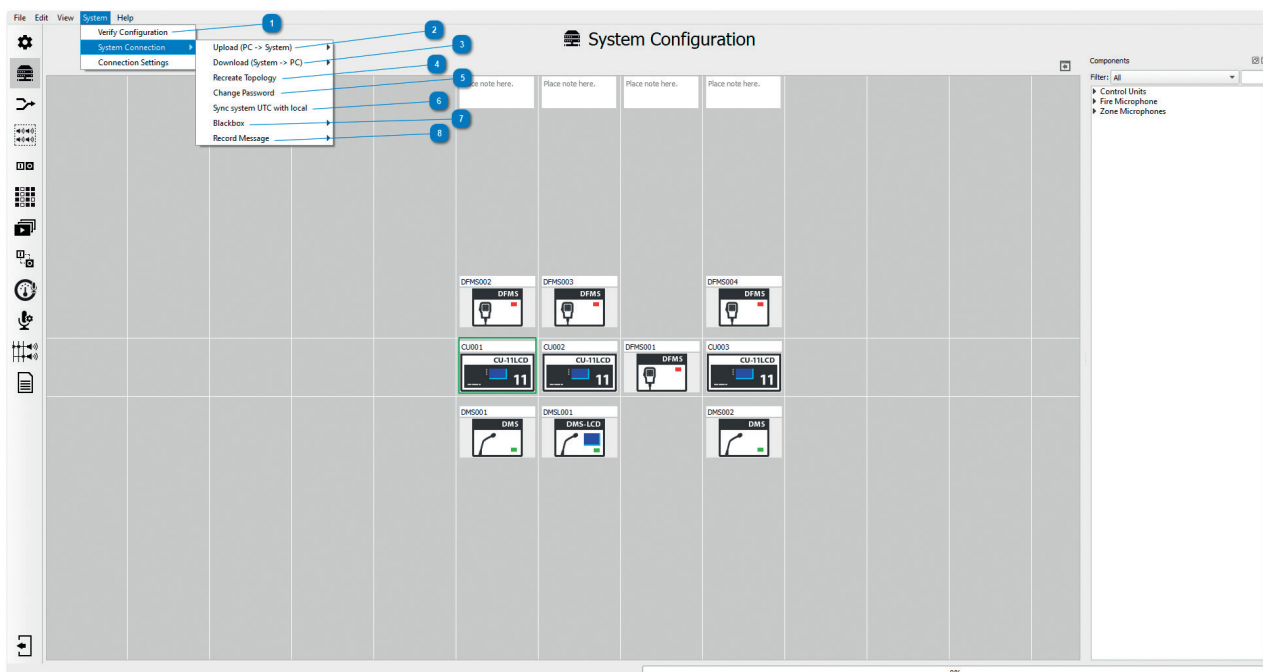 File Edit View System Help
1
Verify Configuration
System Connection
Connection Settings
2
Upload (PC -> System)
3
Download (System -> PC)
4
Recreate Topology
5
Change Password
6
Sync system UTC with local
7
Blackbox
8
Record Message
System Configuration
Components
Filter: All
Control Units
Fire Microphone
Zone Microphones
Place note here. Place note here. Place note here. Place note here.
DFMS002 DFMS003 DFMS004
DFMS DFMS DFMS
CU001 CU002 DFMS001 CU003
CU-11LCD CU-11LCD DFMS CU-11LCD
11 11 11
DMS001 DMSL001 DMS002
DMS DMS-LCD DMS